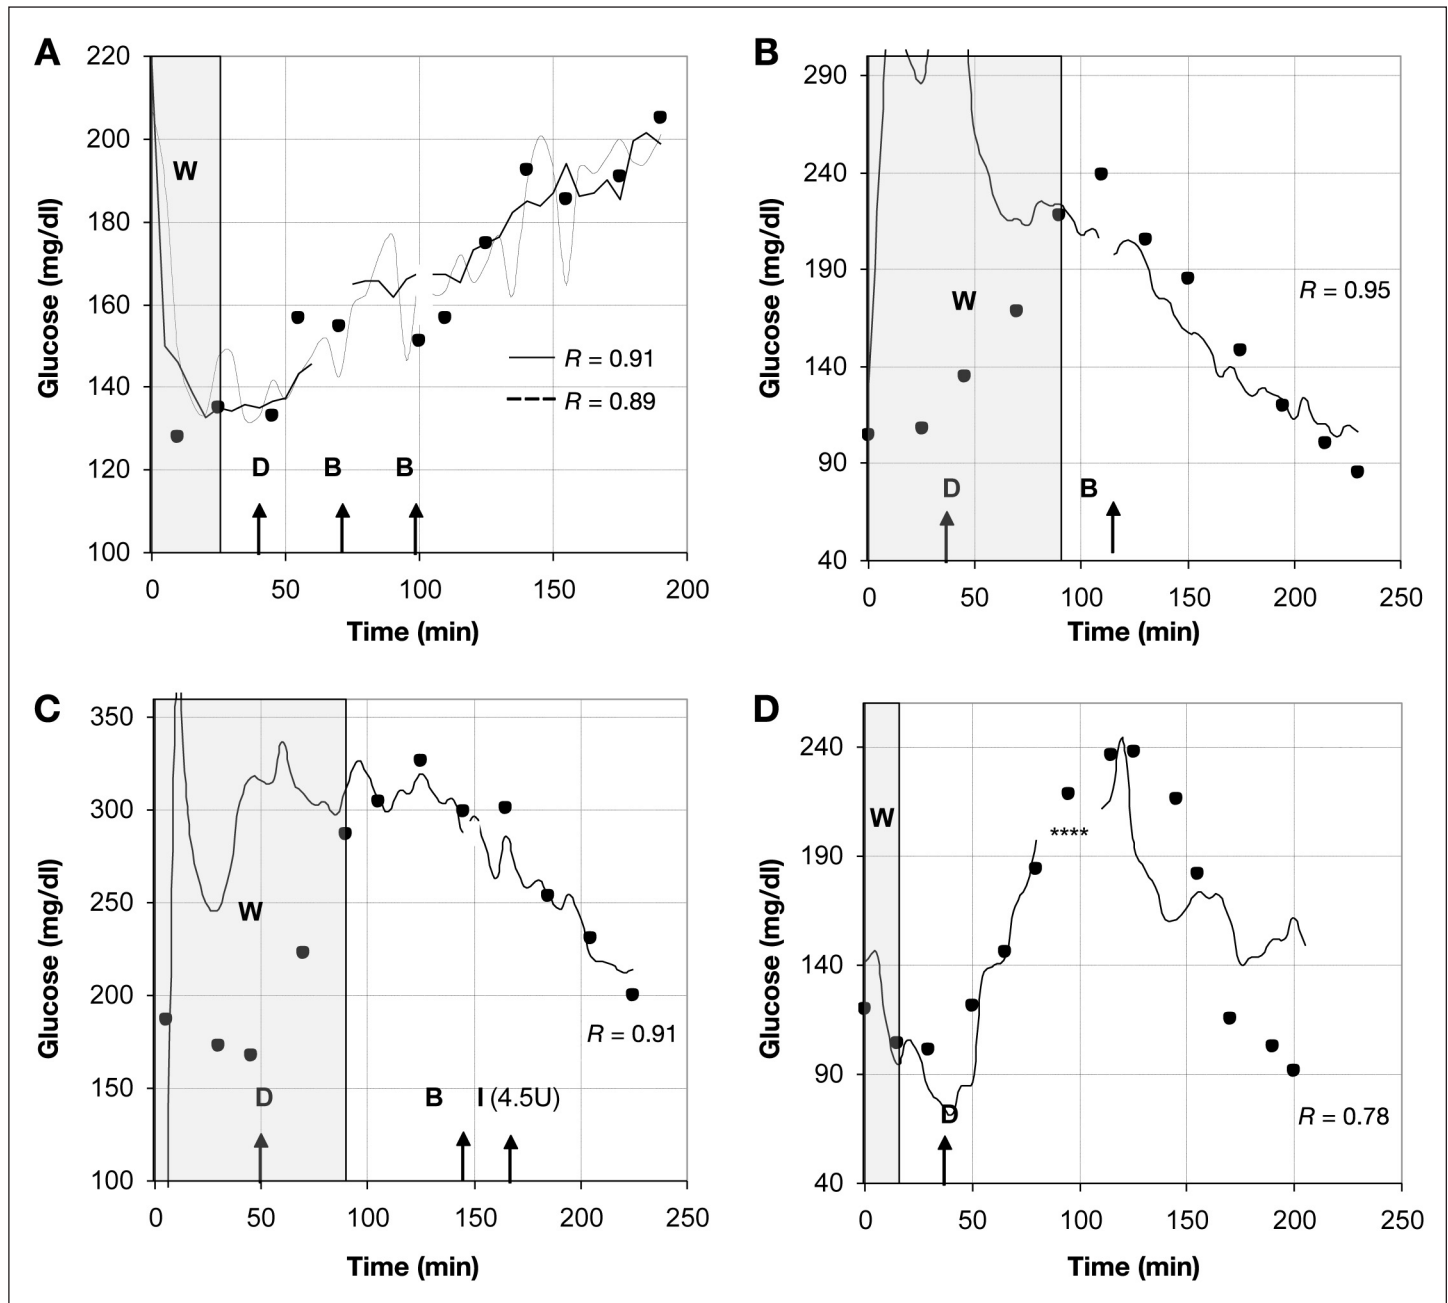 A
220
200
180
160
140
120
100
Glucose (mg/dl)
W
D
B
B
R = 0.91
R = 0.89
0
50
100
150
200
Time (min)
B
290
240
190
140
90
40
Glucose (mg/dl)
W
D
B
R = 0.95
0
50
100
150
200
250
Time (min)
C
350
300
250
200
150
100
Glucose (mg/dl)
W
D
B
I (4.5U)
R = 0.91
0
50
100
150
200
250
Time (min)
D
240
190
140
90
40
Glucose (mg/dl)
W
****
D
R = 0.78
0
50
100
150
200
250
Time (min)